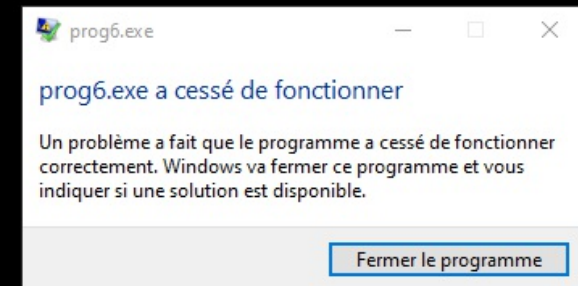 prog6.exe
prog6.exe a cessé de fonctionner
Un problème a fait que le programme a cessé de fonctionner
correctement. Windows va fermer ce programme et vous
indiquer si une solution est disponible.
Fermer le programme